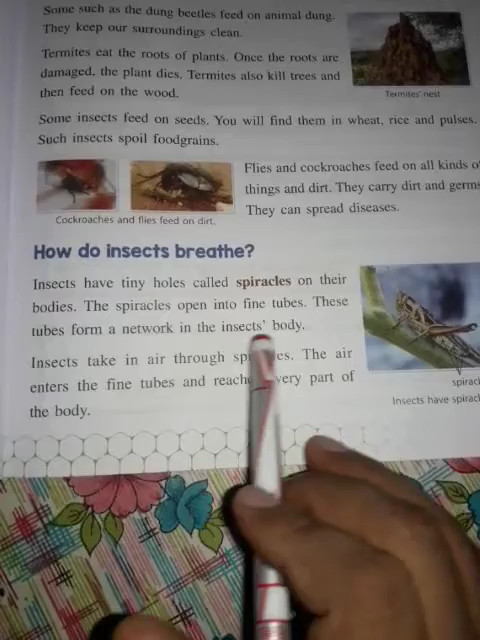 Some such as the dung beetles feed on animal dung.
They keep our surroundings clean.
Termites eat the roots of plants. Once the roots are
damaged, the plant dies. Termites also kill trees and
then feed on the wood.
Termites' nest
Some insects feed on seeds. You will find them in wheat, rice and pulses.
Such insects spoil foodgrains.
Flies and cockroaches feed on all kinds
things and dirt. They carry dirt and germs
They can spread diseases.
Cockroaches and flies feed on dirt.
How do insects breathe?
Insects have tiny holes called spiracles on their
bodies. The spiracles open into fine tubes. These
tubes form a network in the insects' body.
Insects take in air through The air
enters the fine tubes and very part of
the body.
Insects have